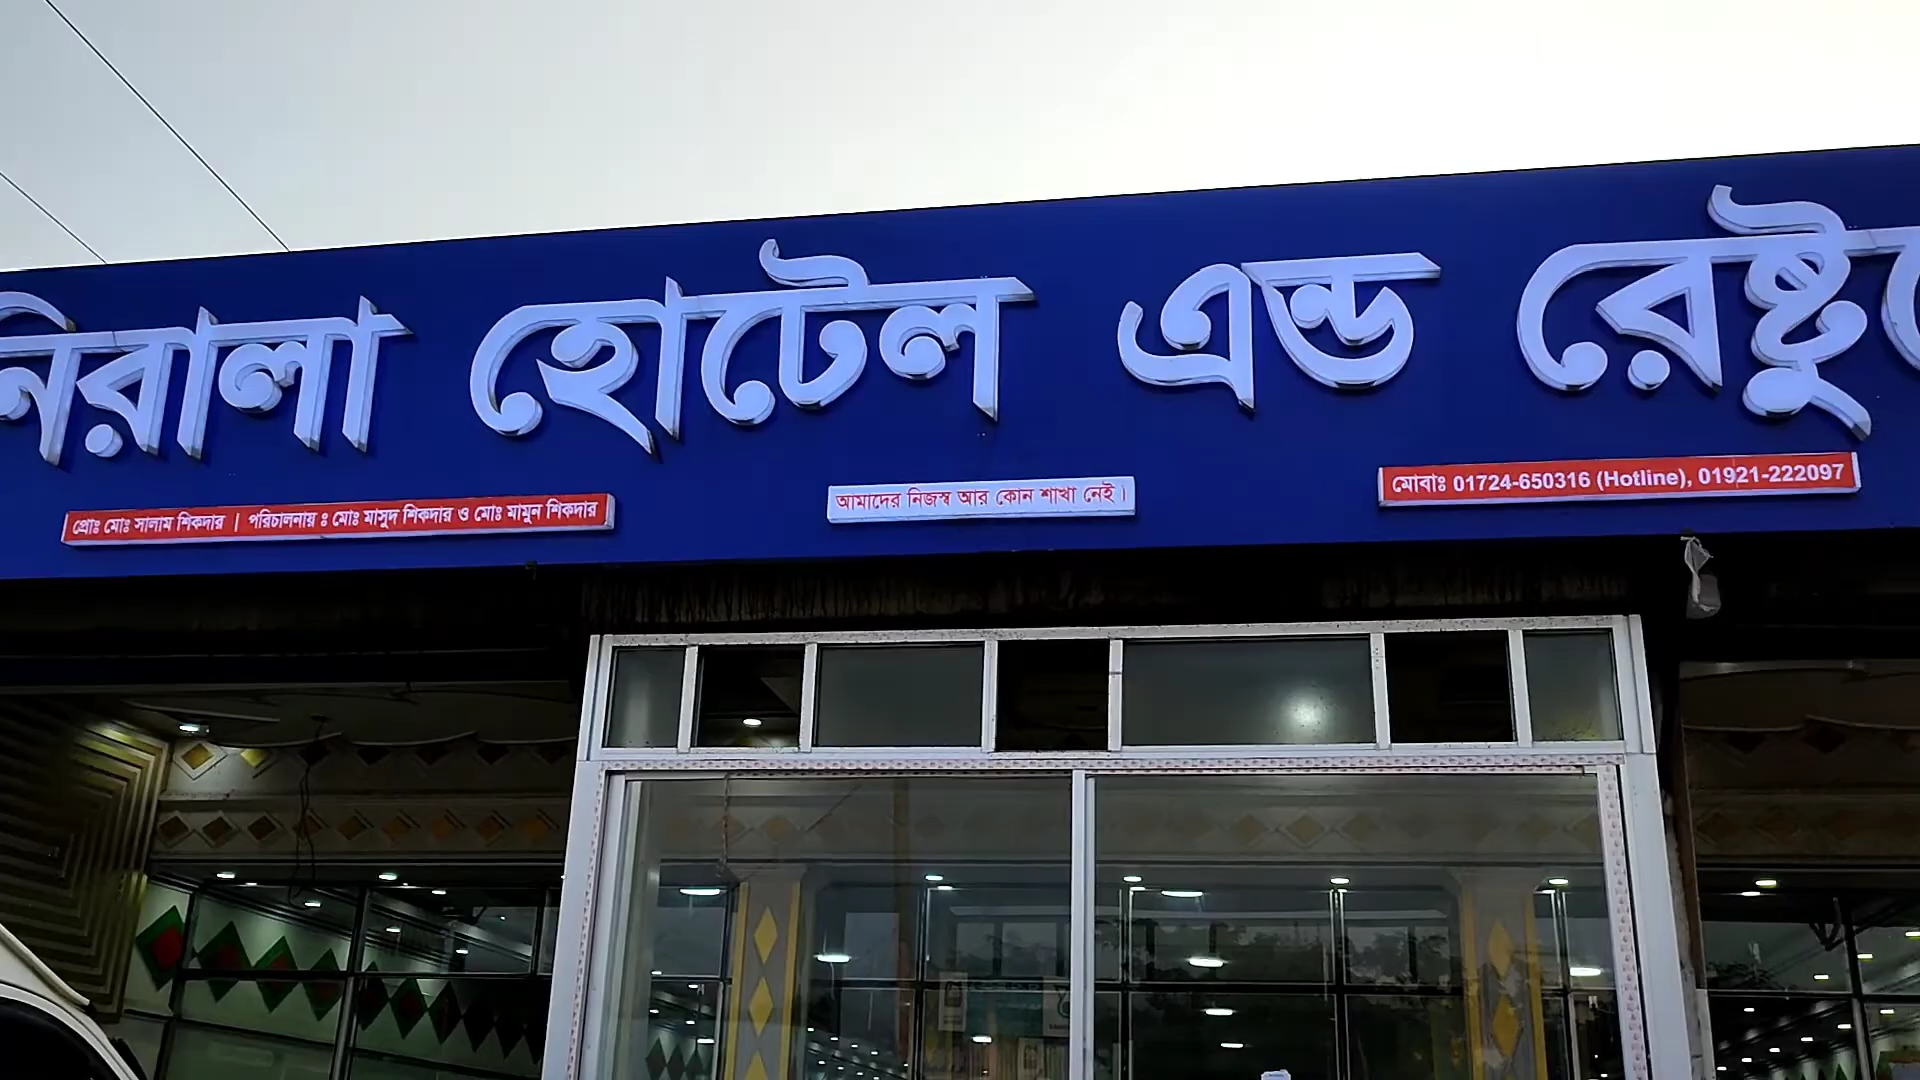 নিরালা হোটেল এন্ড রেষ্টু
প্রোঃ মোঃ সালাম শিকদার | পরিচালনায় ঃ মোঃ মাসুদ শিকদার ও মোঃ মামুন শিকদার
আমাদের নিজস্ব আর কোন শাখা নেই।
মোবাঃ 01724-650316 (Hotline), 01921-222097